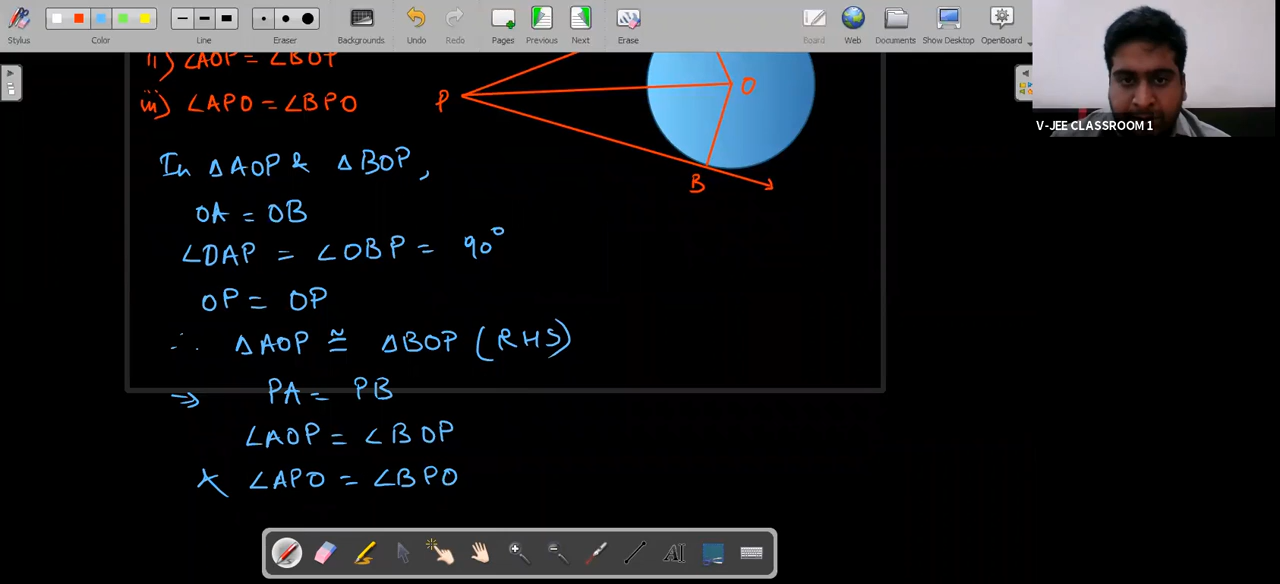 Stylus Color Line Eraser Backgrounds Undo Redo Pages Previous Next Erase Board Web Documents Show Desktop OpenBoard
V-JEE CLASSROOM 1
ii) ∠AOP = ∠BOP
iii) ∠APO = ∠BPO
P
O
B
In ΔAOP & ΔBOP,
OA = OB
∠OAP = ∠OBP = 90°
OP = OP
∴ ΔAOP ≅ ΔBOP (RHS)
⇒ PA = PB
∠AOP = ∠BOP
& ∠APO = ∠BPO
AI